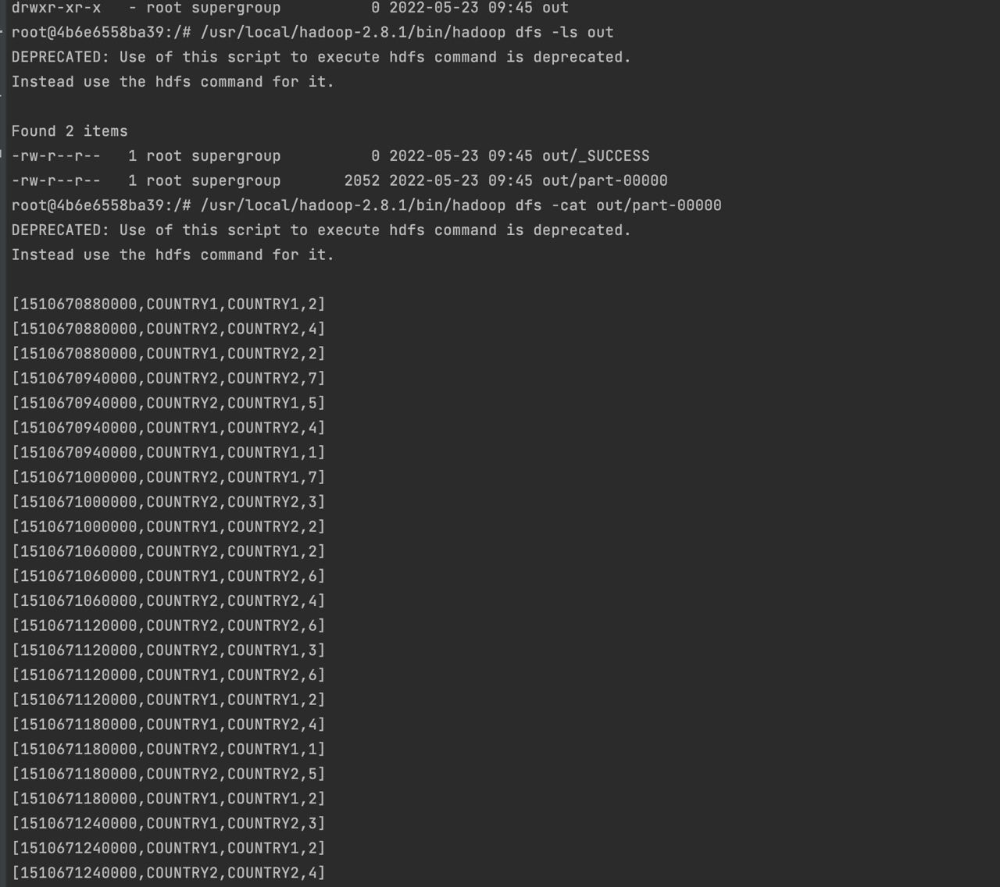 drwxr-xr-x   - root supergroup          0 2022-05-23 09:45 out
root@4b6e6558ba39:/# /usr/local/hadoop-2.8.1/bin/hadoop dfs -ls out
DEPRECATED: Use of this script to execute hdfs command is deprecated.
Instead use the hdfs command for it.

Found 2 items
-rw-r--r--   1 root supergroup          0 2022-05-23 09:45 out/_SUCCESS
-rw-r--r--   1 root supergroup       2052 2022-05-23 09:45 out/part-00000
root@4b6e6558ba39:/# /usr/local/hadoop-2.8.1/bin/hadoop dfs -cat out/part-00000
DEPRECATED: Use of this script to execute hdfs command is deprecated.
Instead use the hdfs command for it.

[1510670880000,COUNTRY1,COUNTRY1,2]
[1510670880000,COUNTRY2,COUNTRY2,4]
[1510670880000,COUNTRY1,COUNTRY2,2]
[1510670940000,COUNTRY2,COUNTRY2,7]
[1510670940000,COUNTRY2,COUNTRY1,5]
[1510670940000,COUNTRY1,COUNTRY2,4]
[1510670940000,COUNTRY1,COUNTRY1,1]
[1510671000000,COUNTRY2,COUNTRY1,7]
[1510671000000,COUNTRY2,COUNTRY2,3]
[1510671000000,COUNTRY1,COUNTRY2,2]
[1510671060000,COUNTRY2,COUNTRY1,2]
[1510671060000,COUNTRY1,COUNTRY2,6]
[1510671060000,COUNTRY2,COUNTRY2,4]
[1510671120000,COUNTRY2,COUNTRY2,6]
[1510671120000,COUNTRY2,COUNTRY1,3]
[1510671120000,COUNTRY1,COUNTRY2,6]
[1510671120000,COUNTRY1,COUNTRY1,2]
[1510671180000,COUNTRY1,COUNTRY2,4]
[1510671180000,COUNTRY2,COUNTRY1,1]
[1510671180000,COUNTRY2,COUNTRY2,5]
[1510671180000,COUNTRY1,COUNTRY1,2]
[1510671240000,COUNTRY1,COUNTRY2,3]
[1510671240000,COUNTRY1,COUNTRY1,2]
[1510671240000,COUNTRY2,COUNTRY2,4]